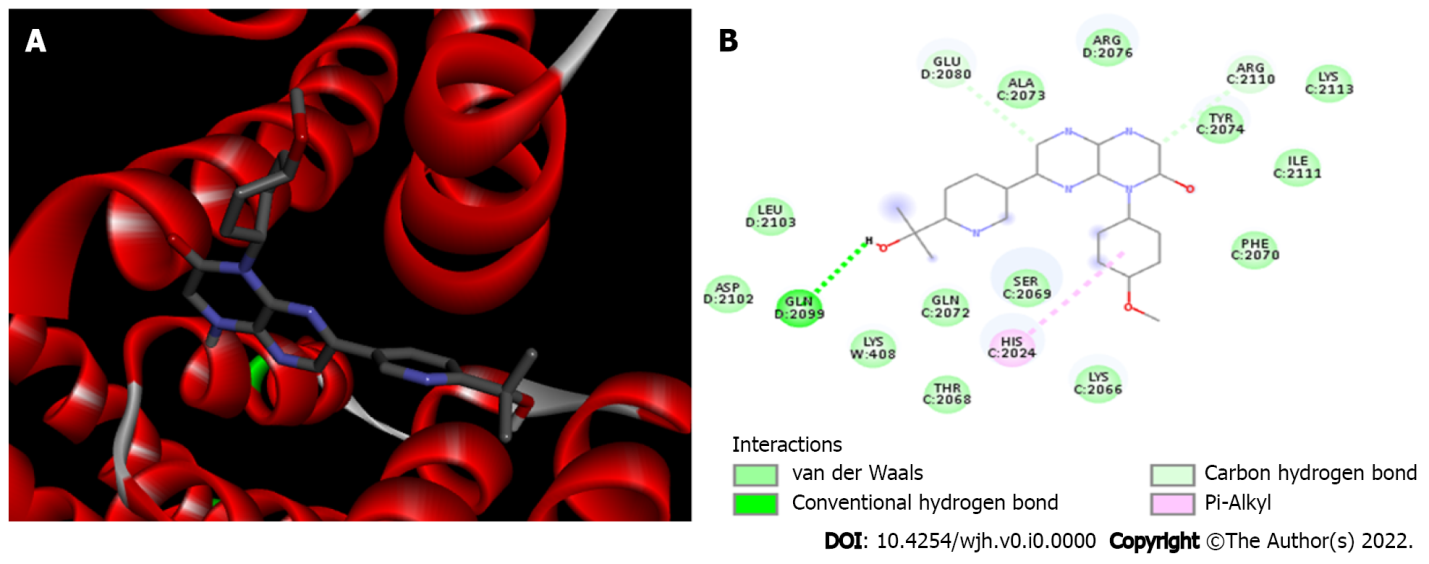 A
B
ARG
D:2076
GLU
D:2080
ARG
C:2110
ALA
C:2073
LYS
C:2113
TYR
C:2074
ILE
C:2111
N
N
N
N
O
LEU
D:2103
N
H
O
PHE
C:2070
SER
C:2069
ASP
D:2102
GLN
D:2099
GLN
C:2072
O
LYS
W:408
HIS
C:2024
THR
C:2068
LYS
C:2066
Interactions
van der Waals
Conventional hydrogen bond
Carbon hydrogen bond
Pi-Alkyl
DOI: 10.4254/wjh.v0.i0.0000 Copyright ©The Author(s) 2022.